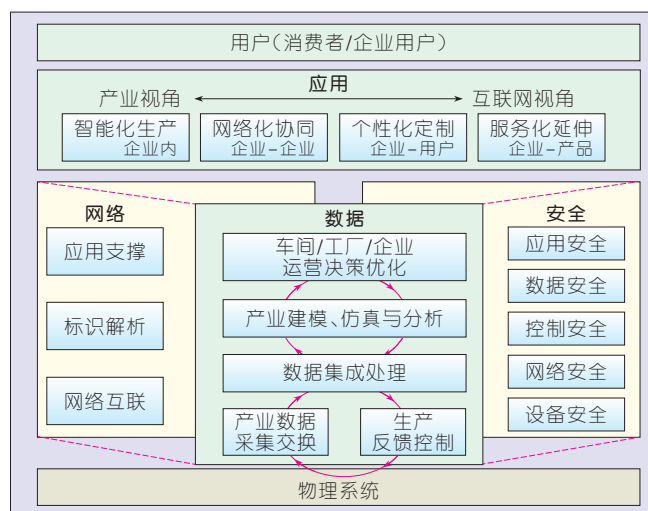 用户(消费者/企业用户)
应用
产业视角
互联网视角
智能化生产
企业内
网络化协同
企业-企业
个性化定制
企业-用户
服务化延伸
企业-产品
网络
应用支撑
标识解析
网络互联
数据
车间/工厂/企业
运营决策优化
产业建模、仿真与分析
数据集成处理
产业数据
采集交换
生产
反馈控制
安全
应用安全
数据安全
控制安全
网络安全
设备安全
物理系统